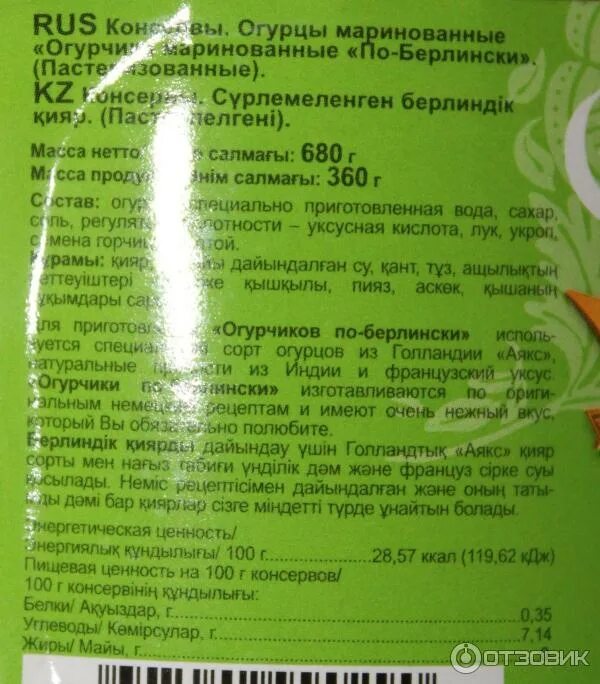 RUS Консервы. Огурцы маринованные
«Огурчики маринованные «По-Берлински».
(Пастеризованные).
KZ Консервы. Сүрлемеленген берлиндік
қияр. (Пастерлелгені).
Масса нетто салмағы: 680 г
Масса продукта өнім салмағы: 360 г
Состав: огурцы, специально приготовленная вода, сахар,
соль, регулятор кислотности – уксусная кислота, лук, укроп,
семена горчицы желтой.
Құрамы: қияр, дайындалған су, қант, тұз, ащылықтың
реттеуіштері қышқылы, пияз, аскөк, қышаның
тұқымдары сары
Для приготовления «Огурчиков по-берлински» исполь-
зуется специальный сорт огурцов из Голландии «Аякс»,
натуральные пряности из Индии и французский уксус
«Огурчики по-берлински» изготавливаются по ориги-
нальным немецким рецептам и имеют очень нежный вкус,
который Вы обязательно полюбите.
Берлиндік қиярды дайындау үшін Голландтық «Аякс» қияр
сорты мен нағыз табиғи үнділік дәм және француз сірке суы
қосылады. Неміс рецептісімен дайындалған және оның таты-
мды дәмі бар қиярлар сізге міндетті түрде ұнайтын болады.
Энергетическая ценность/
Энергиялық құндылығы/ 100 г 28,57 ккал (119,62 кДж)
Пищевая ценность на 100 г консервов/
100 г консервінің құндылығы:
Белки/ Ақуыздар, г 0,35
Углеводы/ Көмірсулар, г 7,14
Жиры/ Майы, г
ОТЗОВИК